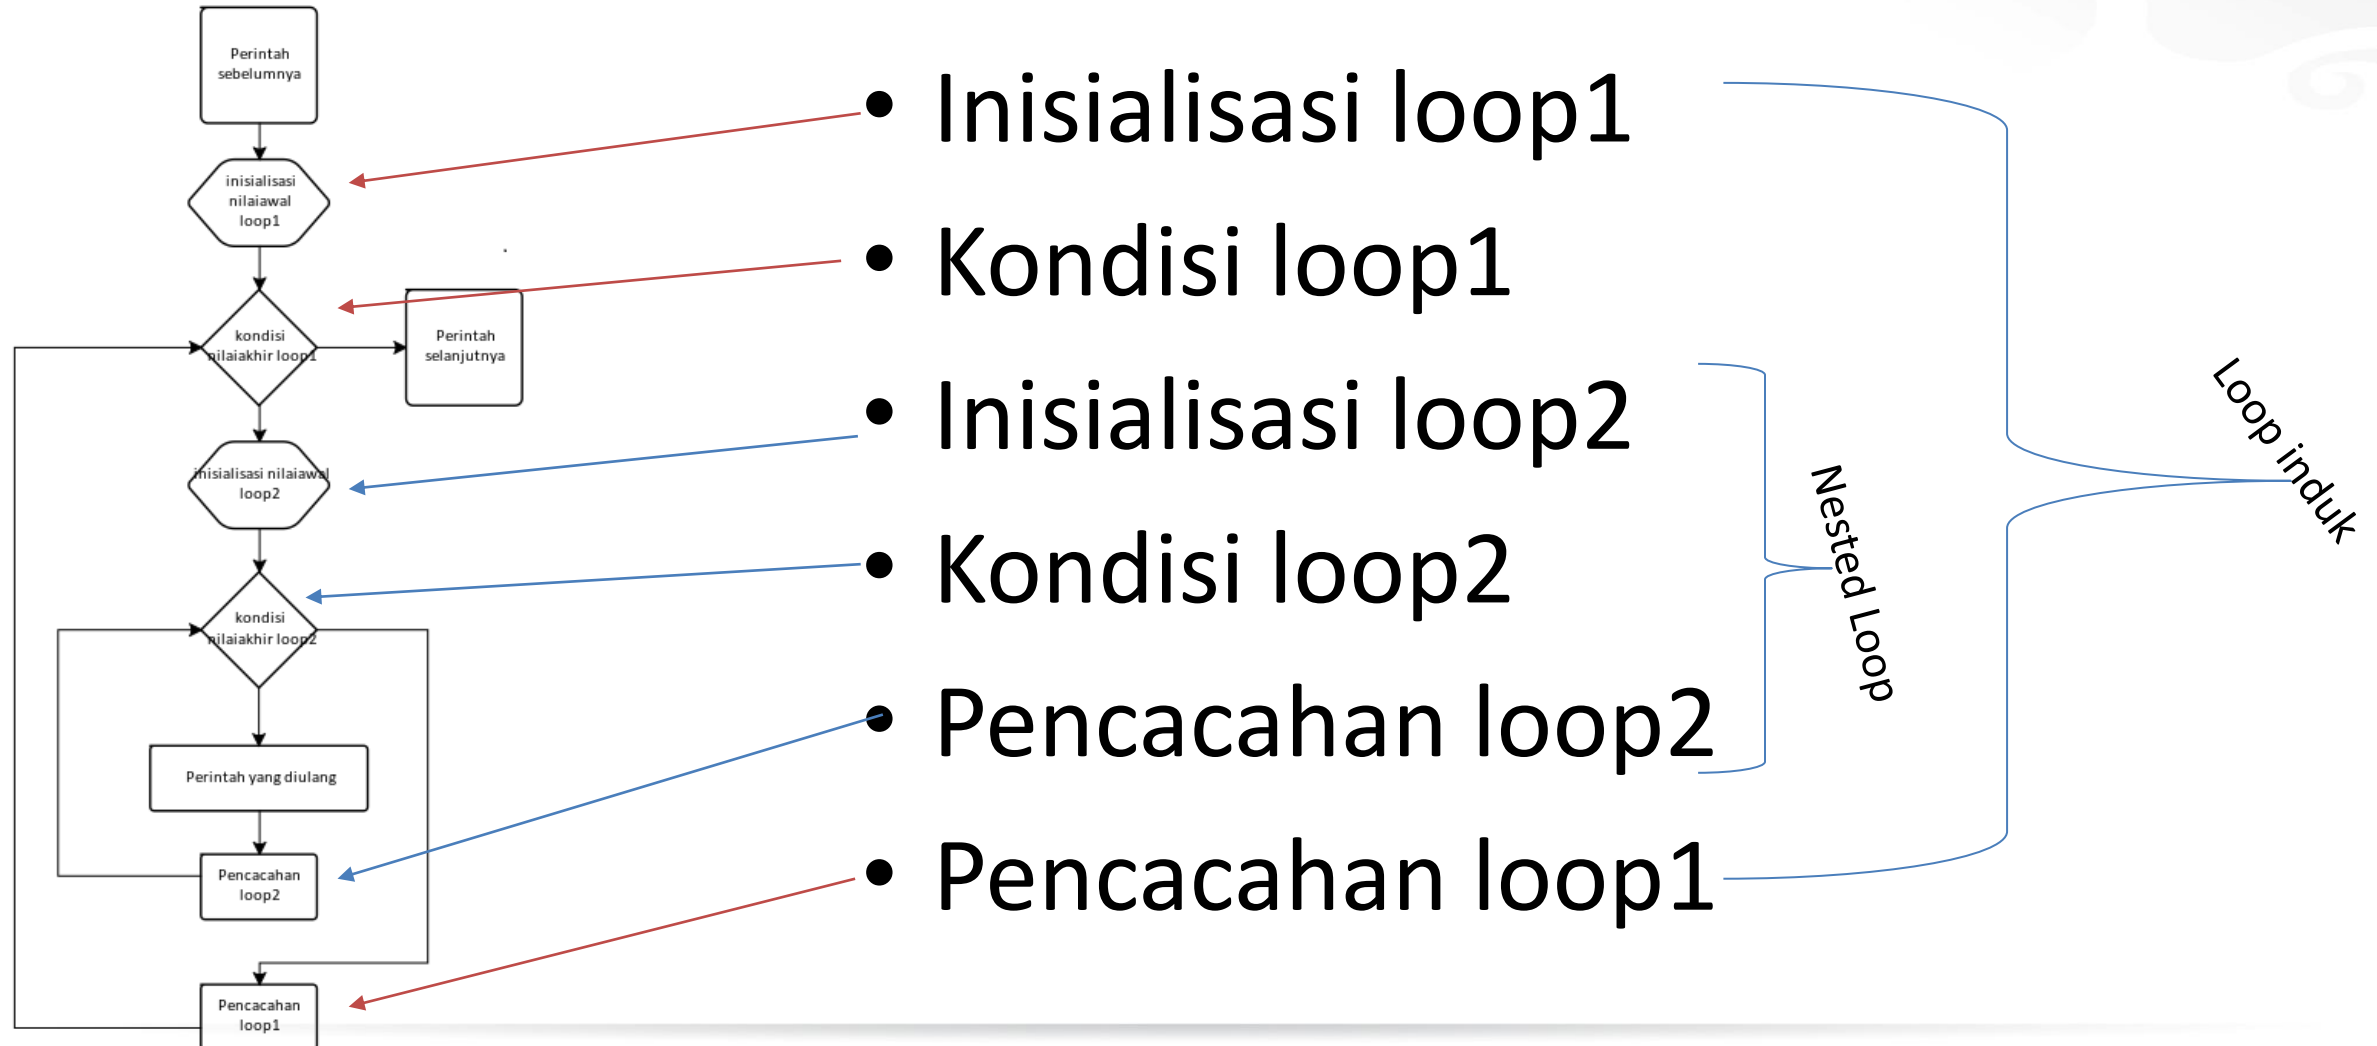 Perintah
sebelumnya
inisialisasi
nilaiawal
loop1
kondisi
nilaiakhir loop1
Perintah
selanjutnya
inisialisasi nilaiawal
loop2
kondisi
nilaiakhir loop2
Perintah yang diulang
Pencacahan
loop2
Pencacahan
loop1
• Inisialisasi loop1
• Kondisi loop1
• Inisialisasi loop2
• Kondisi loop2
• Pencacahan loop2
• Pencacahan loop1
Nested Loop
Loop induk